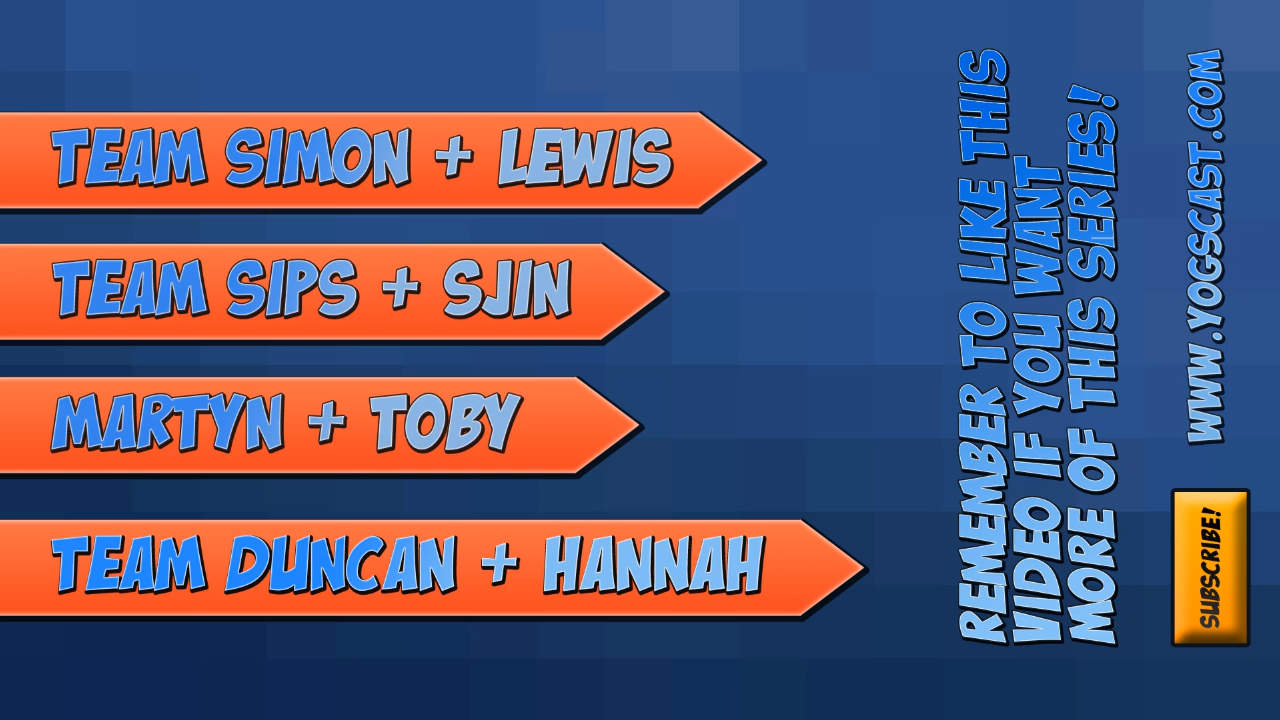 TEAM SIMON + LEWIS
TEAM SIPS + SJIN
MARTYN + TOBY
TEAM DUNCAN + HANNAH
REMEMBER TO LIKE THIS
VIDEO IF YOU WANT
MORE OF THIS SERIES!
WWW.YOGSCAST.COM
SUBSCRIBE!